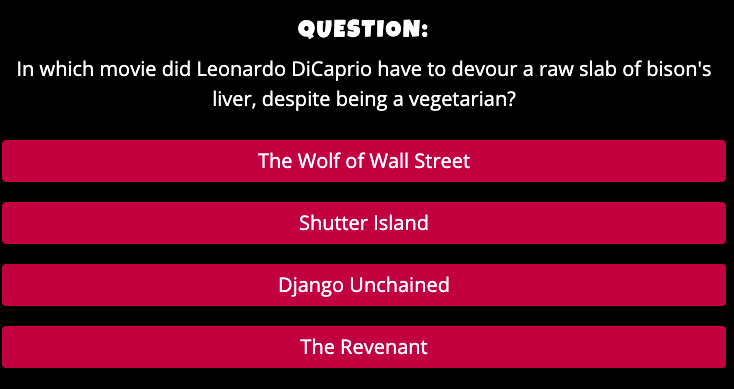 QUESTION:
In which movie did Leonardo DiCaprio have to devour a raw slab of bison's
liver, despite being a vegetarian?
The Wolf of Wall Street
Shutter Island
Django Unchained
The Revenant